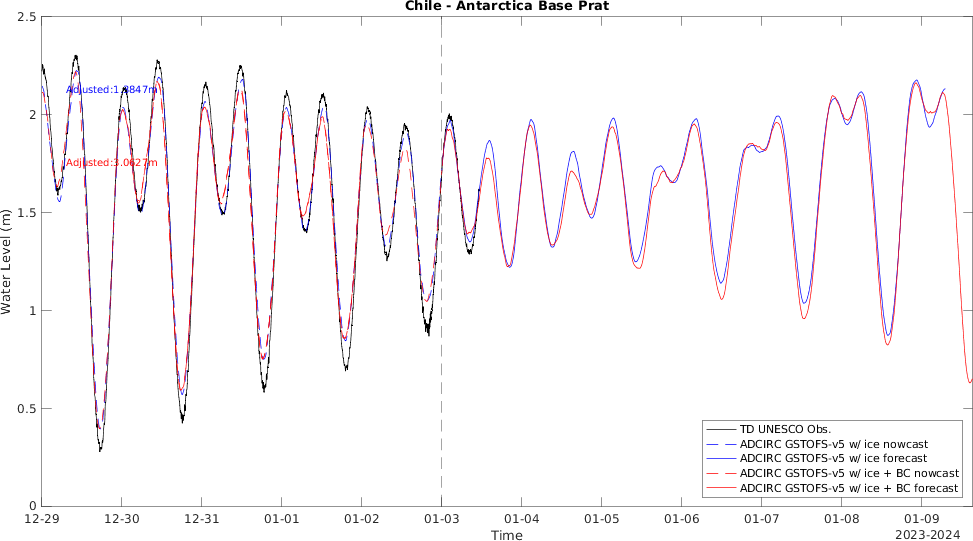 Chile - Antarctica Base Prat
2.5
2
1.5
1
0.5
0
Water Level (m)
Adjusted:3.0627m
TD UNESCO Obs.
ADCIRC GSTOFS-v5 w/ ice nowcast
ADCIRC GSTOFS-v5 w/ ice forecast
ADCIRC GSTOFS-v5 w/ ice + BC nowcast
ADCIRC GSTOFS-v5 w/ ice + BC forecast
12-29 12-30 12-31 01-01 01-02 01-03 01-04 01-05 01-06 01-07 01-08 01-09
Time
2023-2024